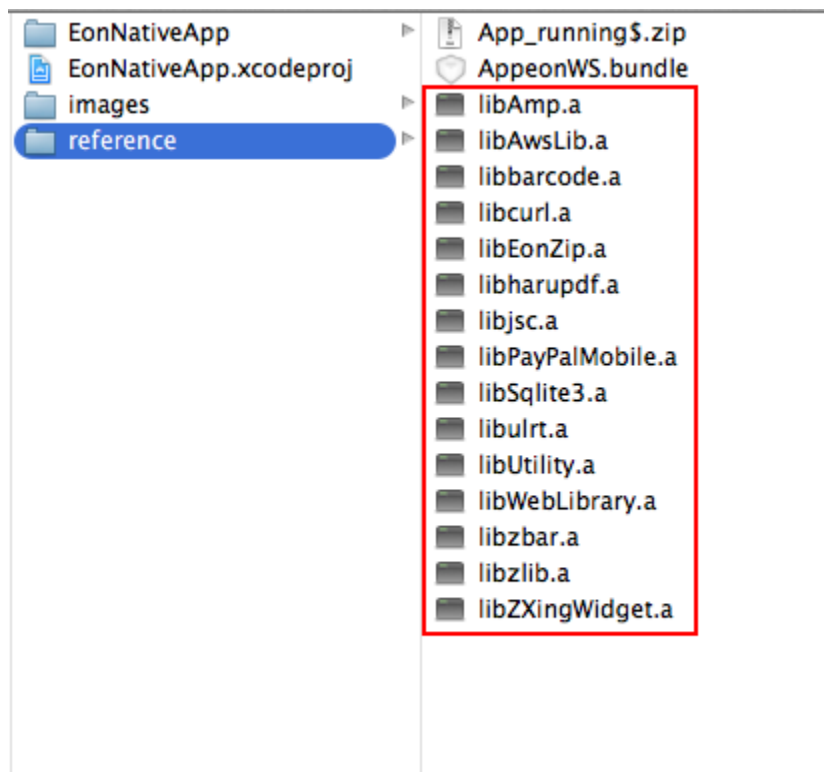 EonNativeApp
EonNativeApp.xcodeproj
images
reference
App_running$.zip
AppeonWS.bundle
libAmp.a
libAwsLib.a
libbarcode.a
libcurl.a
libEonZip.a
libharupdf.a
libjsc.a
libPayPalMobile.a
libSqlite3.a
libulrt.a
libUtility.a
libWebLibrary.a
libzbar.a
libzlib.a
libZXingWidget.a